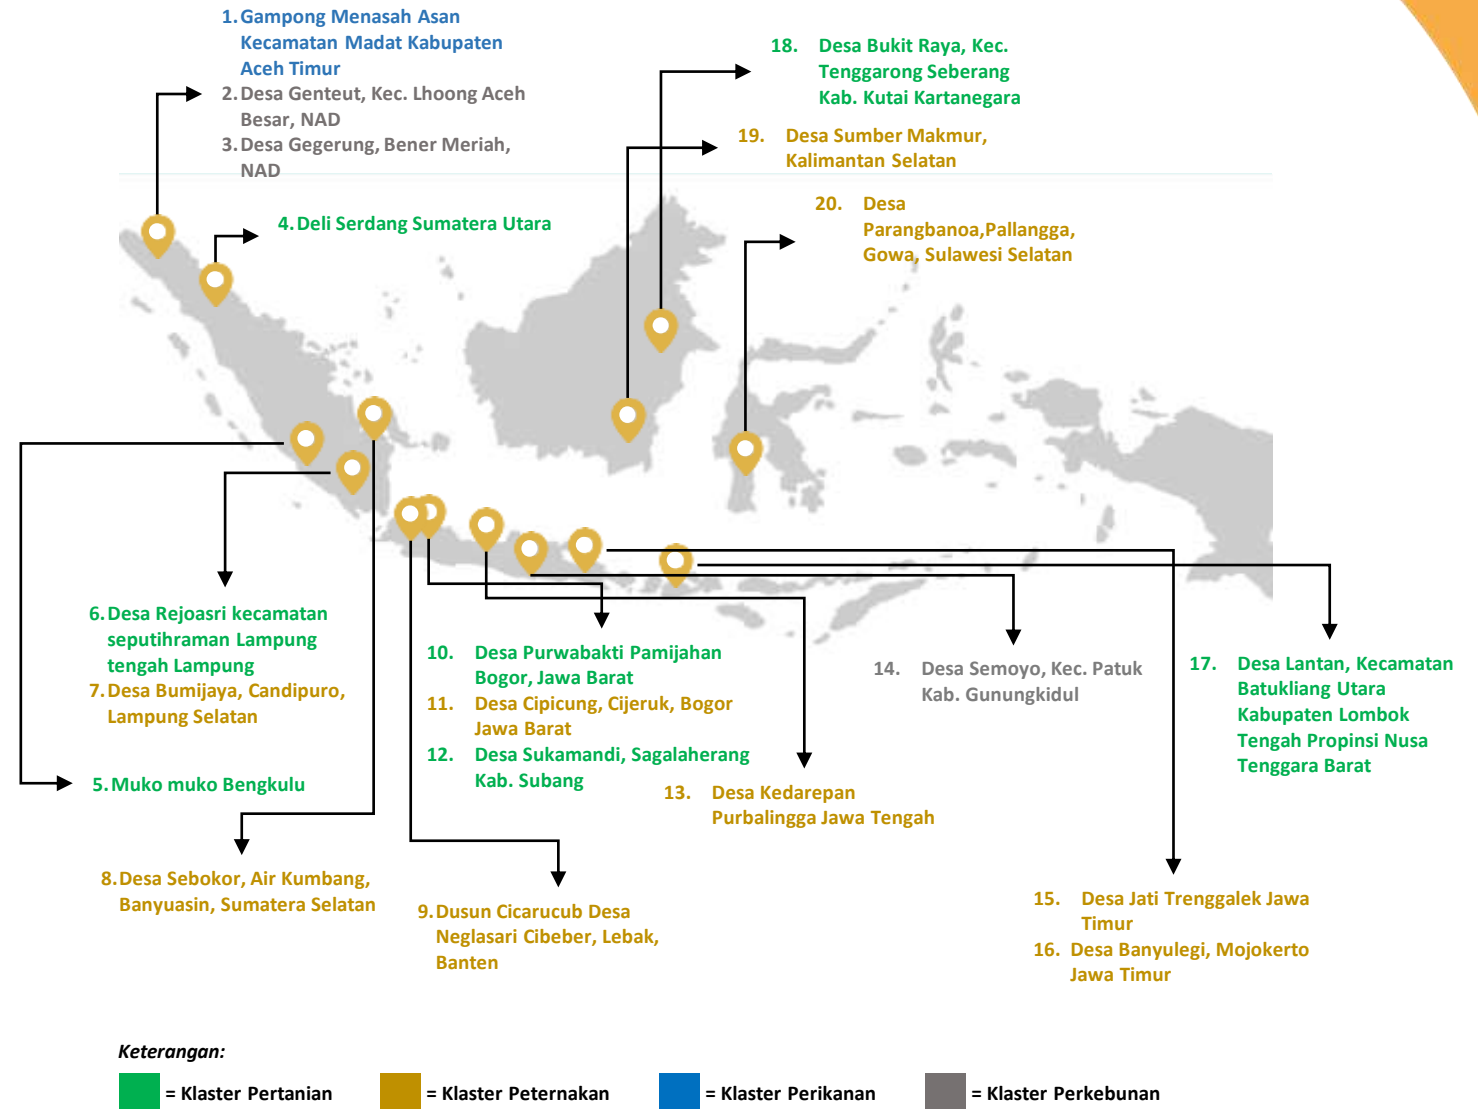 1. Gampong Menasah Asan
Kecamatan Madat Kabupaten
Aceh Timur
2. Desa Genteut, Kec. Lhoong Aceh
Besar, NAD
3. Desa Gegerung, Bener Meriah,
NAD
4. Deli Serdang Sumatera Utara
18. Desa Bukit Raya, Kec.
Tenggarong Seberang
Kab. Kutai Kartanegara
19. Desa Sumber Makmur,
Kalimantan Selatan
20. Desa
Parangbanoa,Pallangga,
Gowa, Sulawesi Selatan
6. Desa Rejoasri kecamatan
seputihraman Lampung
tengah Lampung
7. Desa Bumijaya, Candipuro,
Lampung Selatan
5. Muko muko Bengkulu
8. Desa Sebokor, Air Kumbang,
Banyuasin, Sumatera Selatan
9. Dusun Cicarucub Desa
Neglasari Cibeber, Lebak,
Banten
10. Desa Purwabakti Pamijahan
Bogor, Jawa Barat
11. Desa Cipicung, Cijeruk, Bogor
Jawa Barat
12. Desa Sukamandi, Sagalaherang
Kab. Subang
13. Desa Kedarepan
Purbalingga Jawa Tengah
14. Desa Semoyo, Kec. Patuk
Kab. Gunungkidul
17. Desa Lantan, Kecamatan
Batukliang Utara
Kabupaten Lombok
Tengah Propinsi Nusa
Tenggara Barat
15. Desa Jati Trenggalek Jawa
Timur
16. Desa Banyulegi, Mojokerto
Jawa Timur
Keterangan:
= Klaster Pertanian
= Klaster Peternakan
= Klaster Perikanan
= Klaster Perkebunan